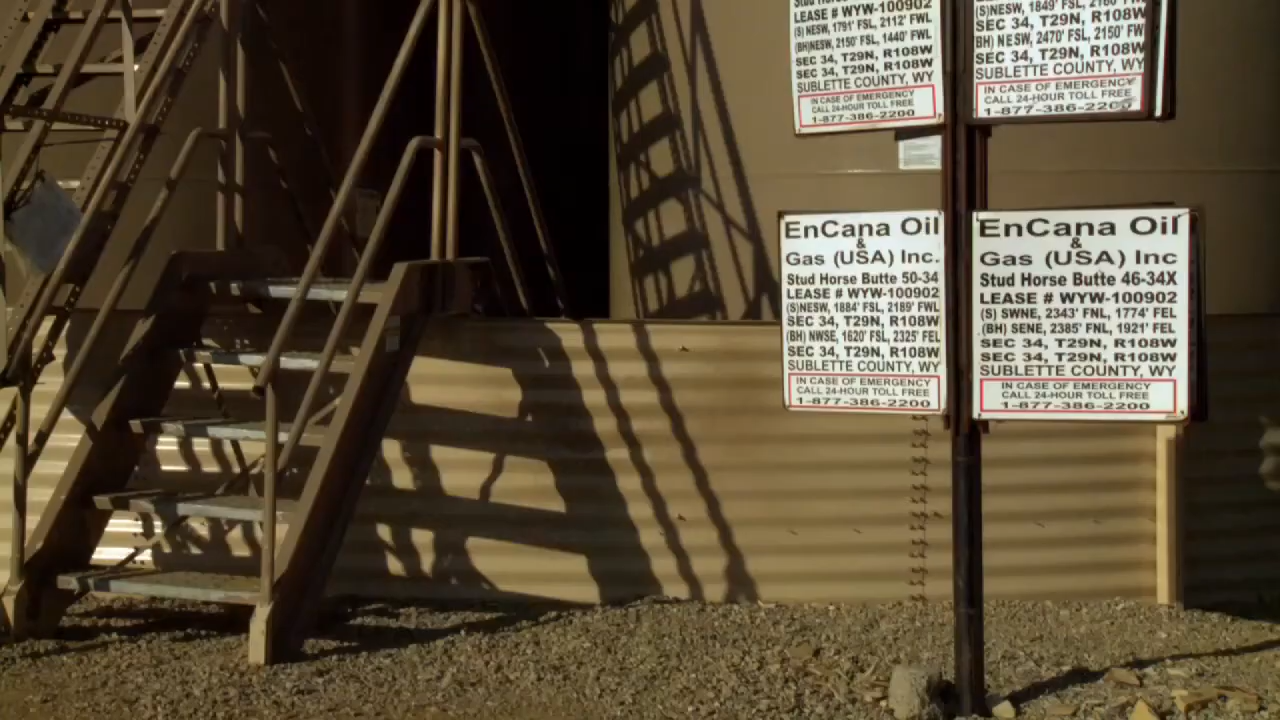 LEASE # WYW-100902
(S) NESW, 1791' FSL, 2112' FWL
(BH)NESW, 2150' FSL, 1440' FWL
SEC 34, T29N, R108W
SEC 34, T29N, R108W
SUBLETTE COUNTY, WY
IN CASE OF EMERGENCY
CALL 24-HOUR TOLL FREE
1-877-386-2200
(S)NESW, 1849' FSL, 2160' FWL
SEC 34, T29N, R108W
BH) NESW, 2470' FSL, 2150' FWL
SEC 34, T29N, R108W
SUBLETTE COUNTY, WY
IN CASE OF EMERGENCY
CALL 24-HOUR TOLL FREE
1-877-386-2200
EnCana Oil
&
Gas (USA) Inc.
Stud Horse Butte 50-34
LEASE # WYW-100902
(S)NESW, 1884' FSL, 2189' FWL
SEC 34, T29N, R108W
(BH) NWSE, 1620' FSL, 2325' FEL
SEC 34, T29N, R108W
SUBLETTE COUNTY, WY
IN CASE OF EMERGENCY
CALL 24-HOUR TOLL FREE
1-877-386-2200
EnCana Oil
&
Gas (USA) Inc
Stud Horse Butte 46-34X
LEASE # WYW-100902
(S) SWNE, 2343' FNL, 1774' FEL
(BH) SENE, 2385' FNL, 1921' FEL
SEC 34, T29N, R108W
SEC 34, T29N, R108W
SUBLETTE COUNTY, WY
IN CASE OF EMERGENCY
CALL 24-HOUR TOLL FREE
1-877-386-2200